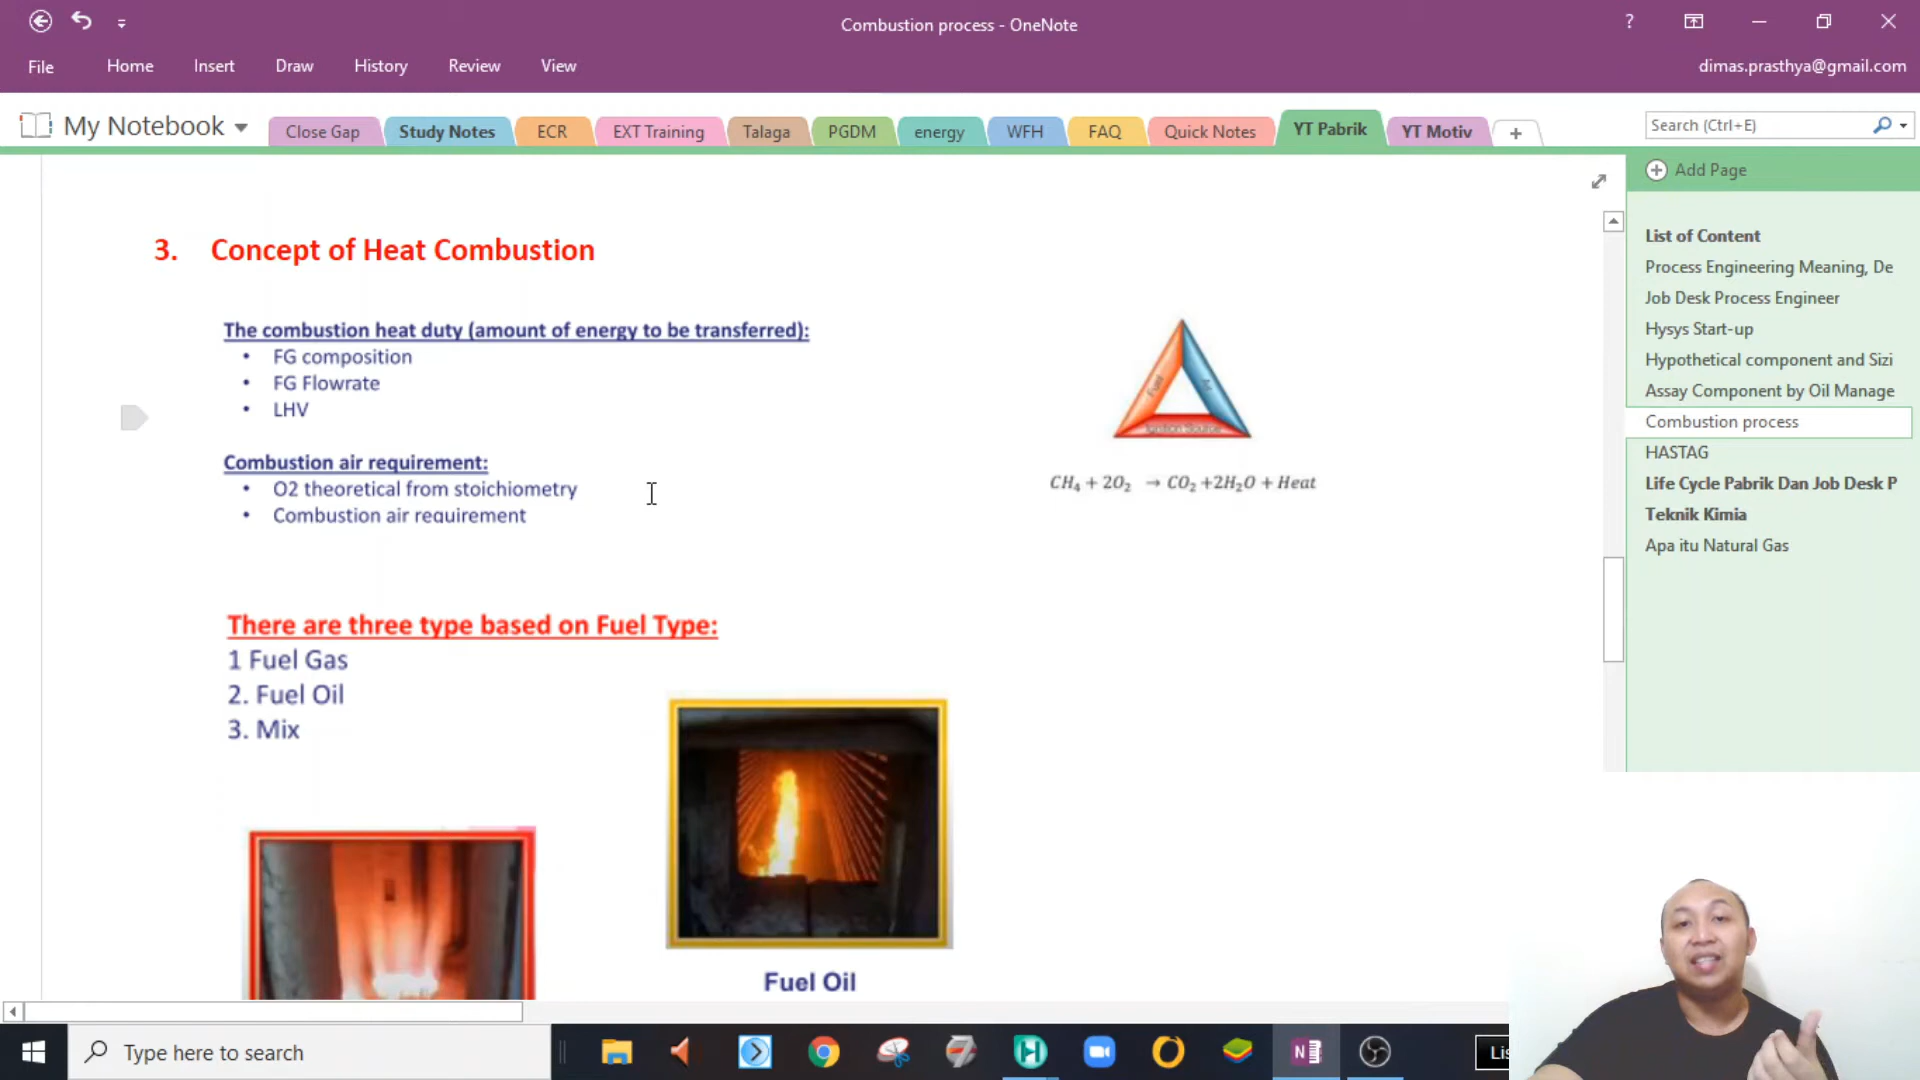 Combustion process - OneNote
?
File Home Insert Draw History Review View
dimas.prasthya@gmail.com
My Notebook
Close Gap Study Notes ECR EXT Training Talaga PGDM energy WFH FAQ Quick Notes YT Pabrik YT Motiv
Search (Ctrl+E)
Add Page
List of Content
Process Engineering Meaning, De
Job Desk Process Engineer
Hysys Start-up
Hypothetical component and Sizi
Assay Component by Oil Manage
Combustion process
HASTAG
Life Cycle Pabrik Dan Job Desk P
Teknik Kimia
Apa itu Natural Gas
3. Concept of Heat Combustion
The combustion heat duty (amount of energy to be transferred):
• FG composition
• FG Flowrate
• LHV
Combustion air requirement:
• O2 theoretical from stoichiometry
• Combustion air requirement
Fuel
Air
Ignition Source
CH₄ + 2O₂ → CO₂ +2H₂O + Heat
There are three type based on Fuel Type:
1 Fuel Gas
2. Fuel Oil
3. Mix
Fuel Oil
Type here to search